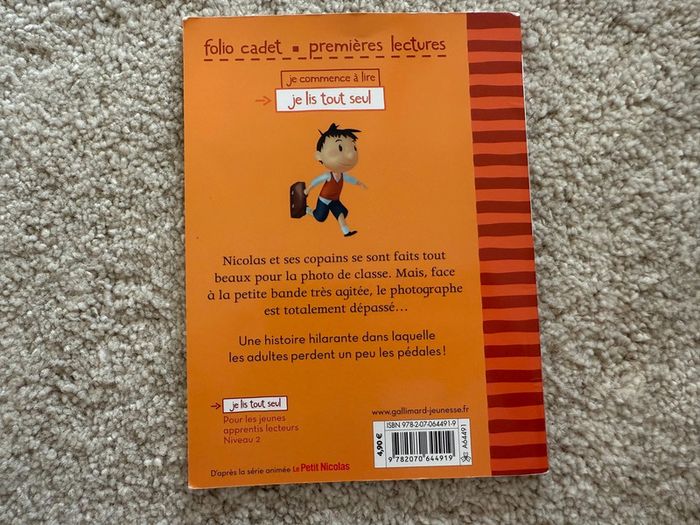 folio cadet ▪ premières lectures
je commence à lire
→ je lis tout seul
Nicolas et ses copains se sont faits tout
beaux pour la photo de classe. Mais, face
à la petite bande très agitée, le photographe
est totalement dépassé...
Une histoire hilarante dans laquelle
les adultes perdent un peu les pédales !
→ je lis tout seul
Pour les jeunes
apprentis lecteurs
Niveau 2
www.gallimard-jeunesse.fr
ISBN 978-2-07-064491-9
4,90 €
9 782070 644919
A64491
D'après la série animée Le Petit Nicolas